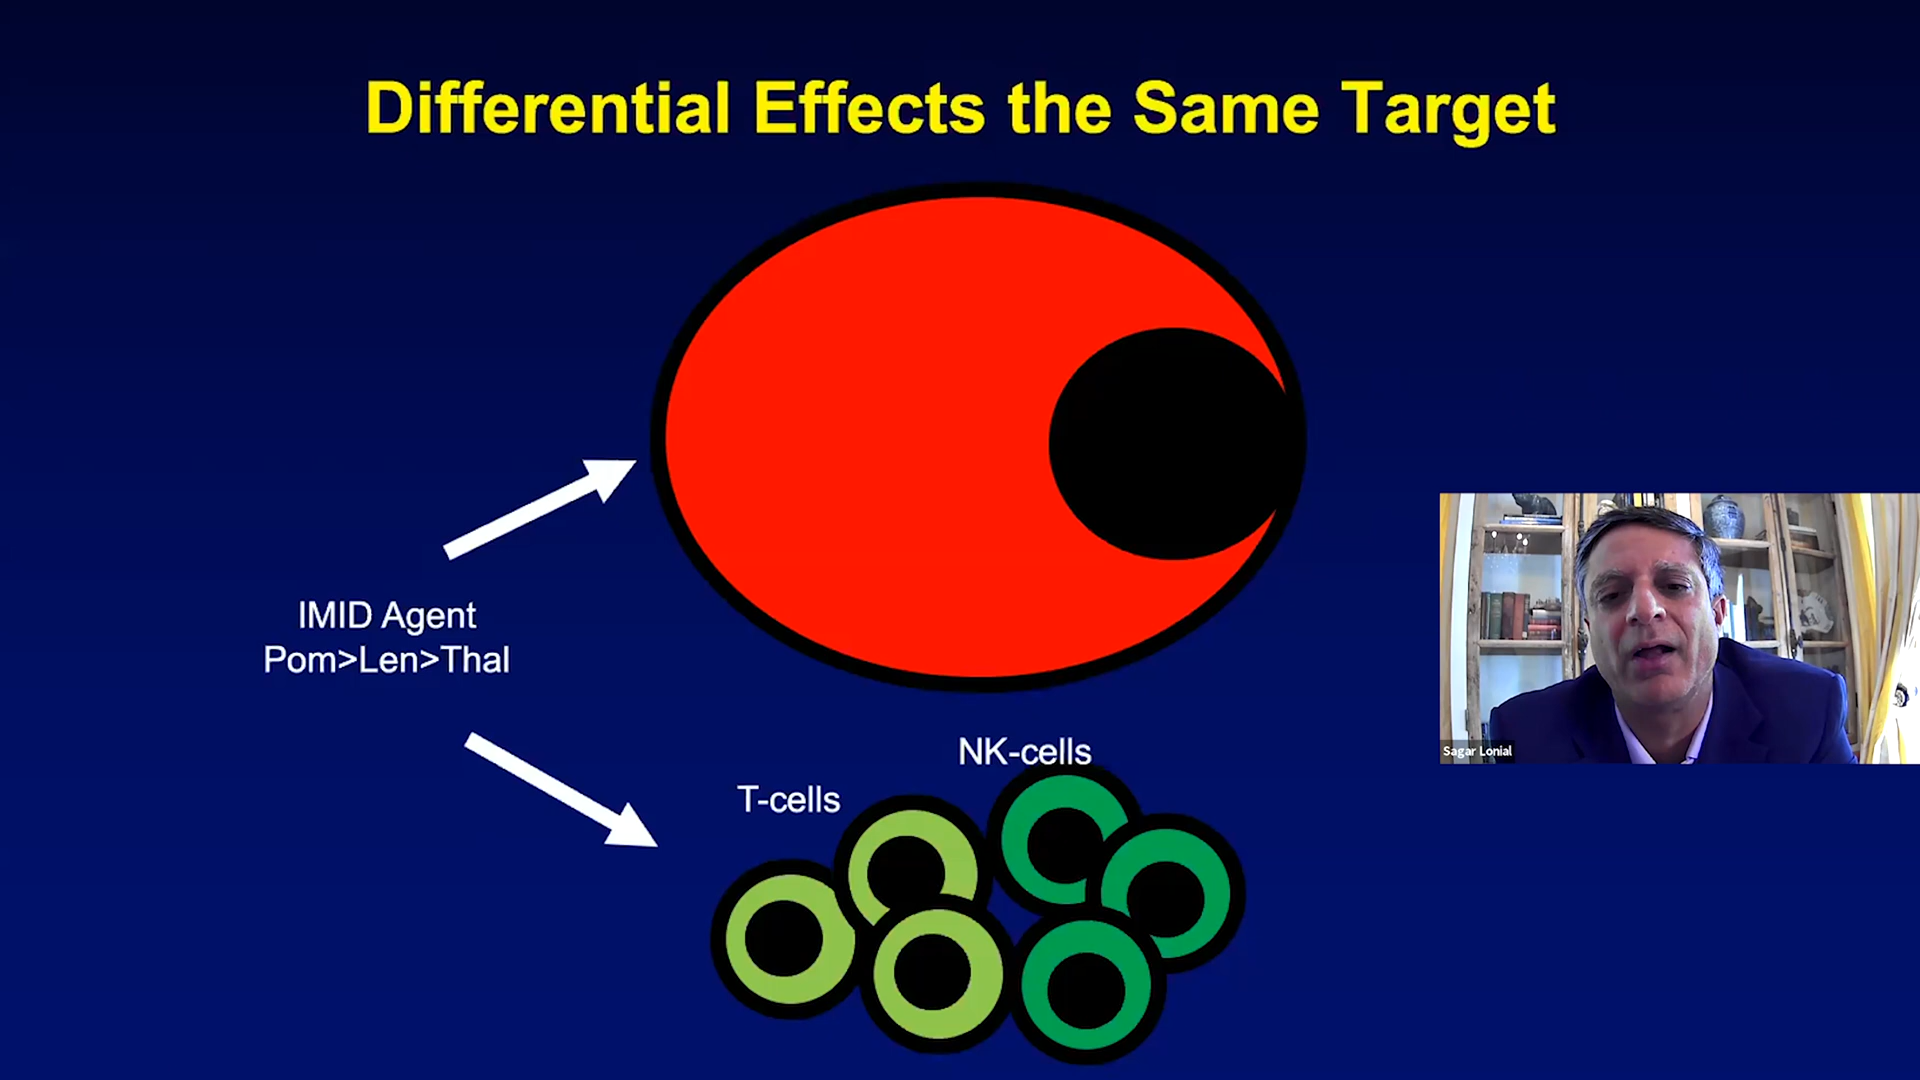 Differential Effects the Same Target
IMID Agent
Pom>Len>Thal
NK-cells
T-cells
Sagar Lonial